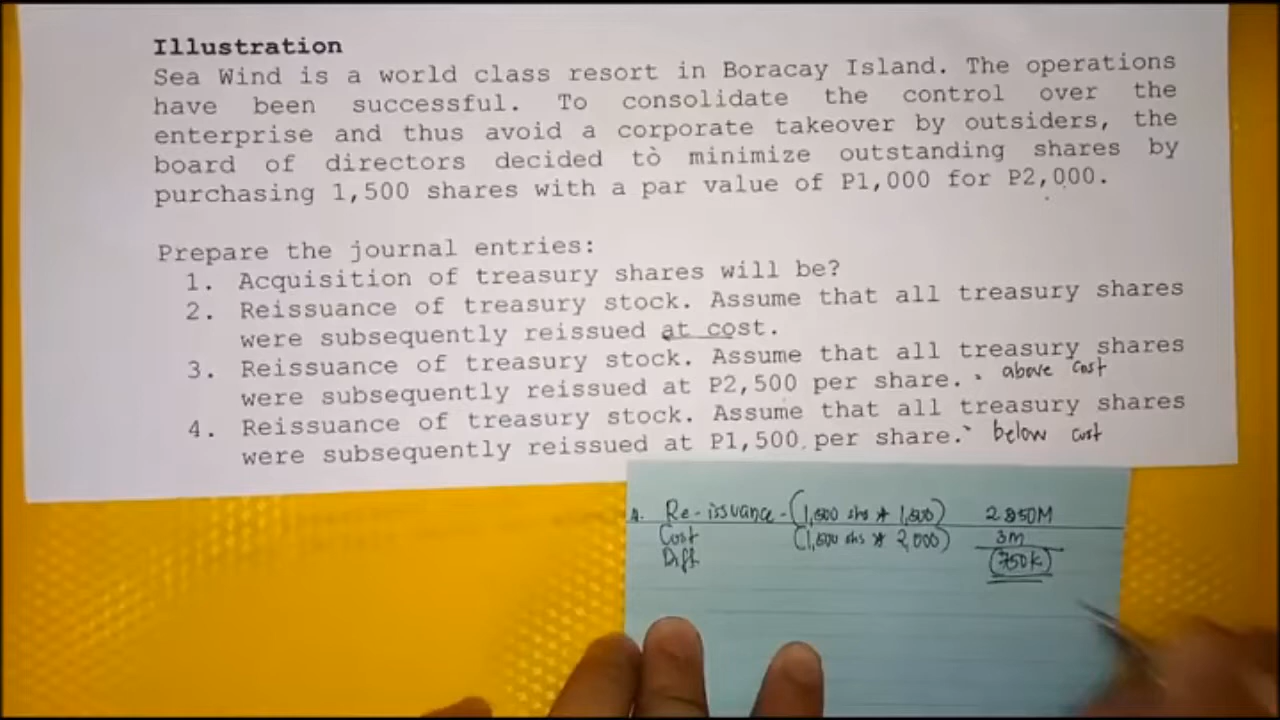 Illustration
Sea Wind is a world class resort in Boracay Island. The operations
have been successful. To consolidate the control over the
enterprise and thus avoid a corporate takeover by outsiders, the
board of directors decided to minimize outstanding shares by
purchasing 1,500 shares with a par value of P1,000 for P2,000.
Prepare the journal entries:
1. Acquisition of treasury shares will be?
2. Reissuance of treasury stock. Assume that all treasury shares
were subsequently reissued at cost.
3. Reissuance of treasury stock. Assume that all treasury shares
were subsequently reissued at P2,500 per share. above cost
4. Reissuance of treasury stock. Assume that all treasury shares
were subsequently reissued at P1,500 per share. below cost
4. Re-issuance - (1,500 shs * 1,500) 2.250M
Cost (1,500 shs * 2,000) 3M
Diff (750K)